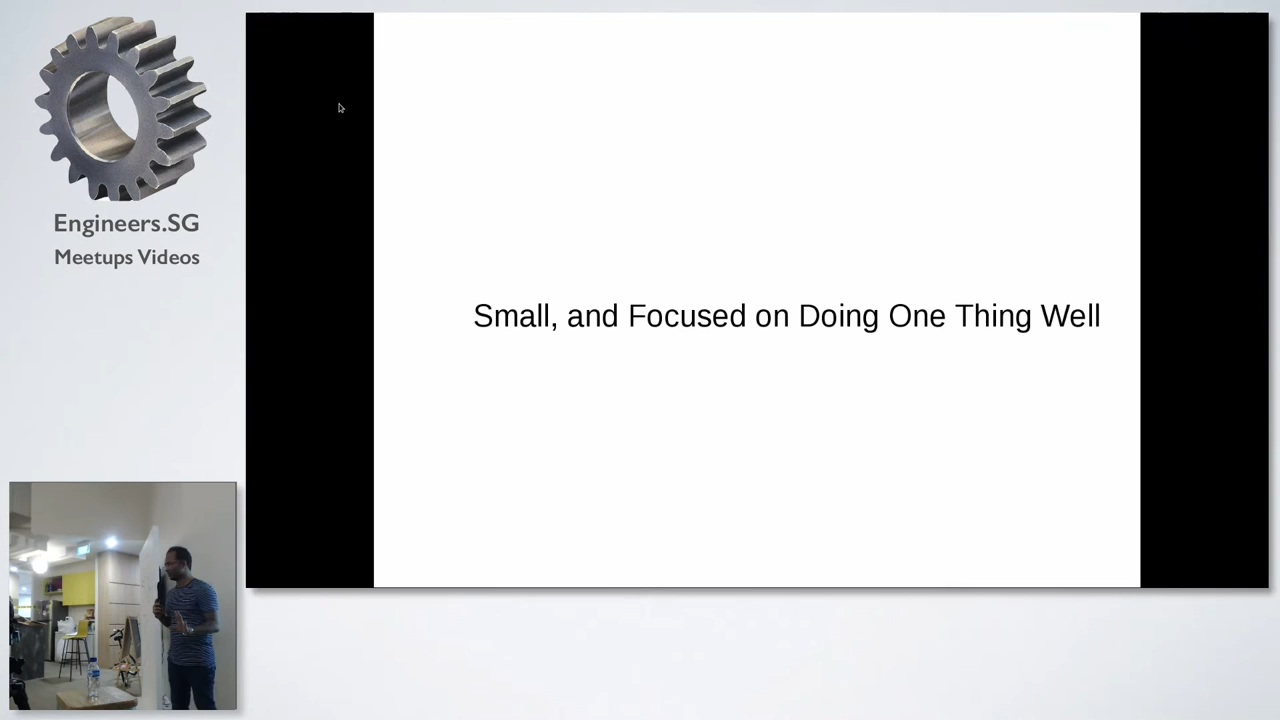 Engineers.SG
Meetups Videos
Small, and Focused on Doing One Thing Well